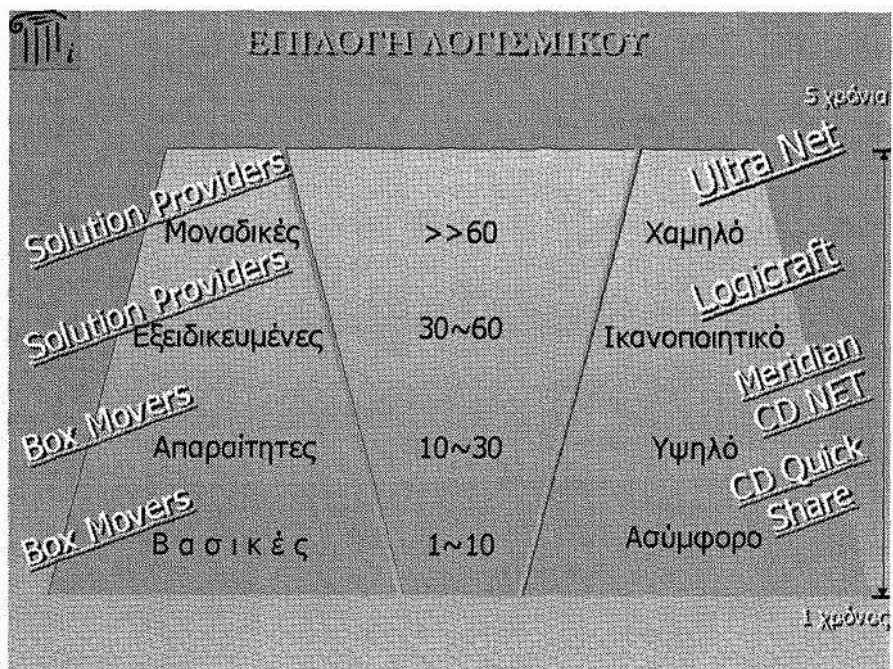 ΕΠΙΛΟΓΗ ΛΟΓΙΣΜΙΚΟΥ
5 χρόνια
Ultra Net
Solution Providers
Μοναδικές >>60 Χαμηλό
Logicraft
Solution Providers
Εξειδικευμένες 30~60 Ικανοποιητικό
Meridian
CD NET
Box Movers
Απαραίτητες 10~30 Υψηλό
CD Quick
Share
Box Movers
Βασικές 1~10 Ασύμφορο
1 χρόνος